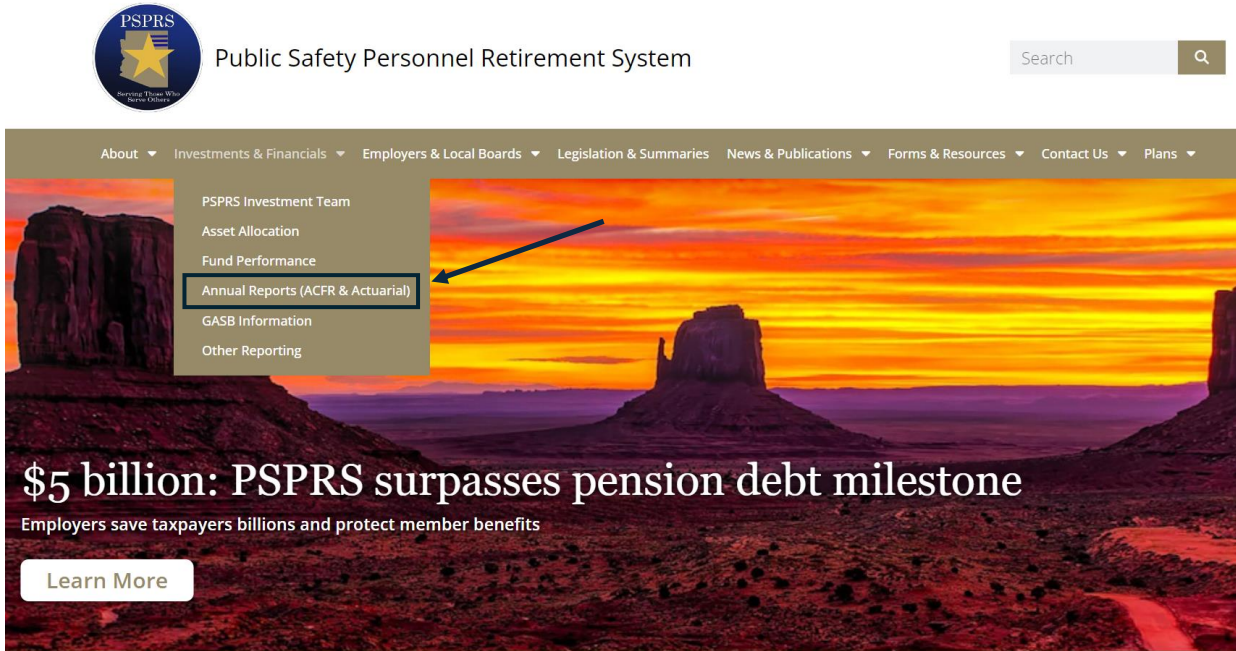 PSPRS
Serving Those Who
Serve Others
Public Safety Personnel Retirement System
Search
About Investments & Financials Employers & Local Boards Legislation & Summaries News & Publications Forms & Resources Contact Us Plans
PSPRS Investment Team
Asset Allocation
Fund Performance
Annual Reports (ACFR & Actuarial)
GASB Information
Other Reporting
$5 billion: PSPRS surpasses pension debt milestone
Employers save taxpayers billions and protect member benefits
Learn More